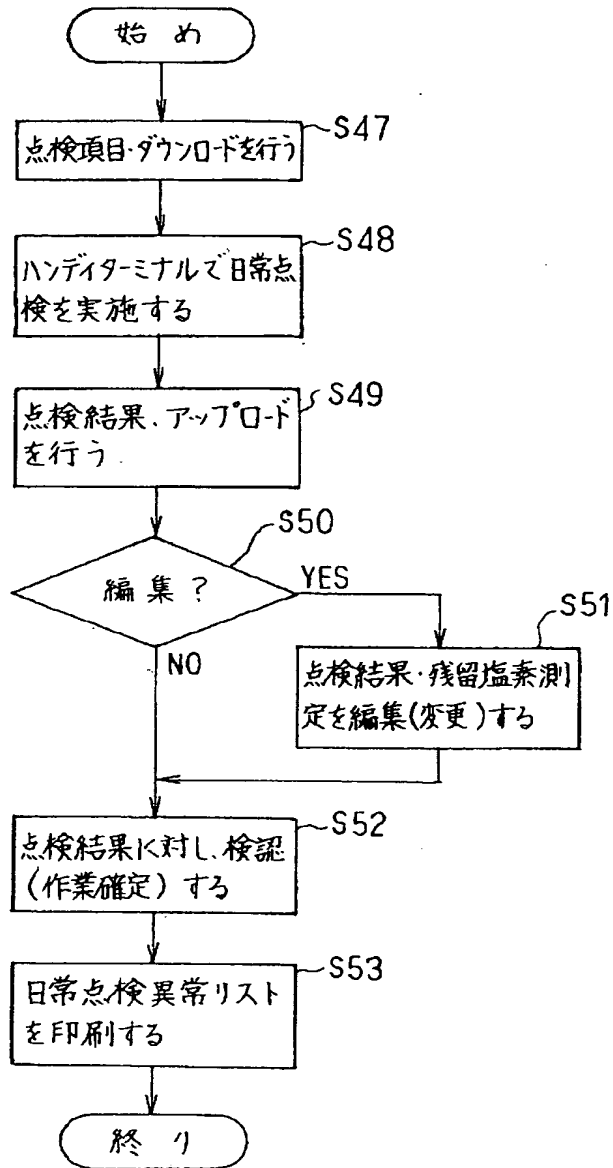 始め
S47
点検項目・ダウンロードを行う
S48
ハンディターミナルで日常点
検を実施する
S49
点検結果、アップロード
を行う
S50
編集?
YES
NO
S51
点検結果・残留塩素測
定を編集(変更)する
S52
点検結果に対し、検認
(作業確定)する
S53
日常点検異常リスト
を印刷する
終り